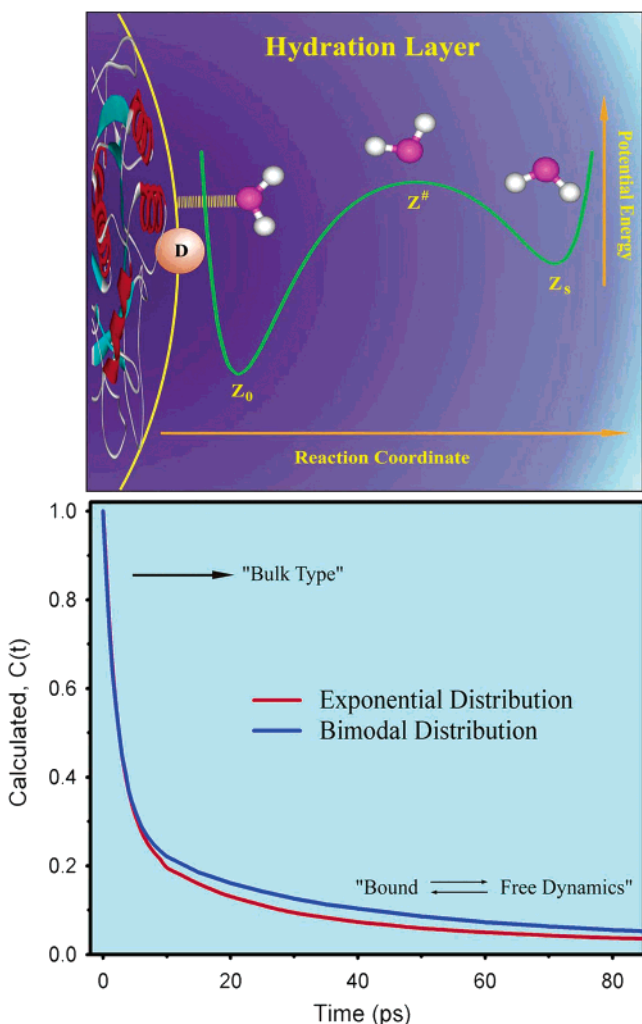 Hydration Layer
Potential Energy
Z#
D
Zs
Z0
Reaction Coordinate
1.0
"Bulk Type"
0.8
0.6
Exponential Distribution
Bimodal Distribution
Calculated, C(t)
0.4
0.2
"Bound Free Dynamics"
0.0
0 20 40 60 80
Time (ps)